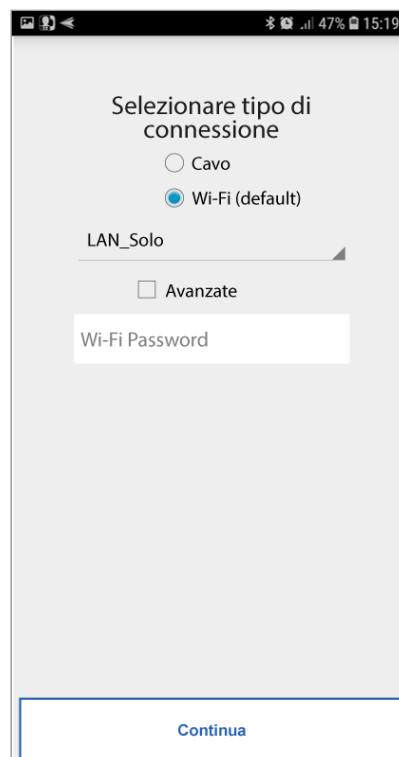 47% 15:19
Selezionare tipo di
connessione
Cavo
Wi-Fi (default)
LAN_Solo
Avanzate
Wi-Fi Password
Continua